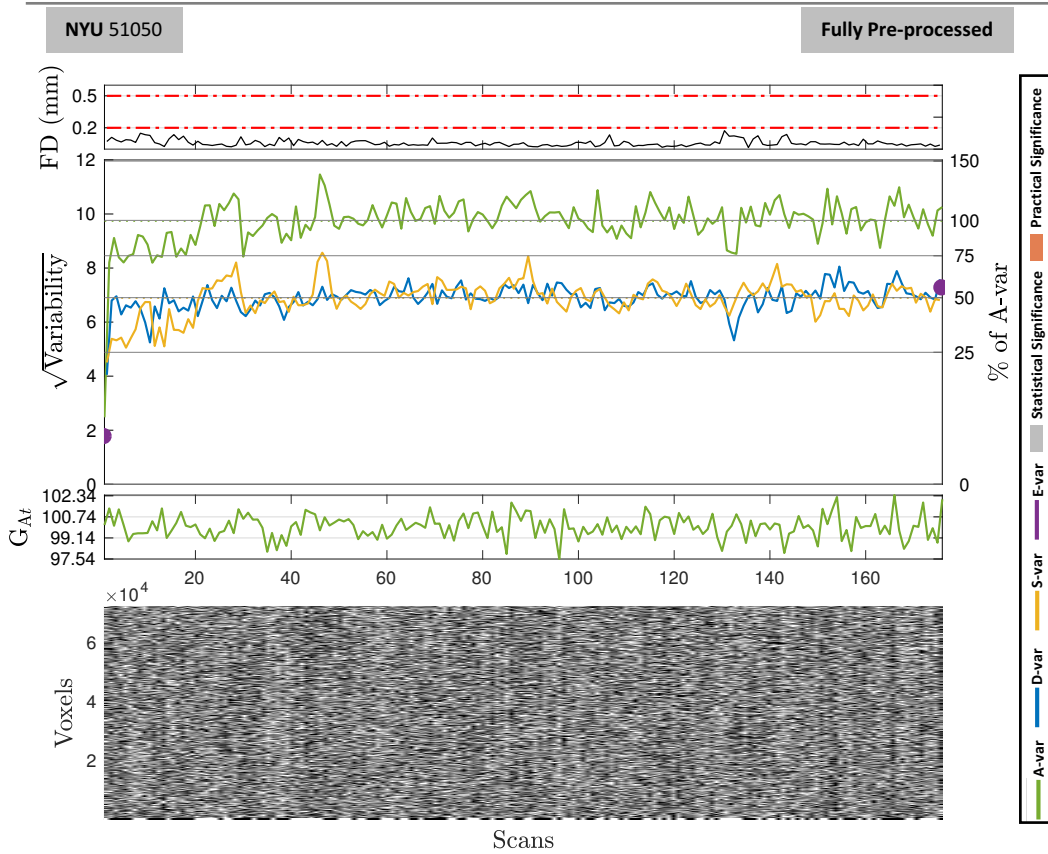 NYU 51050
Fully Pre-processed
FD (mm)
0.5
0.2
√Variability
12
10
8
6
4
2
0
% of A-var
150
100
75
50
25
0
G_{At}
102.34
100.74
99.14
97.54
20 40 60 80 100 120 140 160
×10^4
Voxels
6
4
2
Scans
A-var D-var S-var E-var Statistical Significance Practical Significance